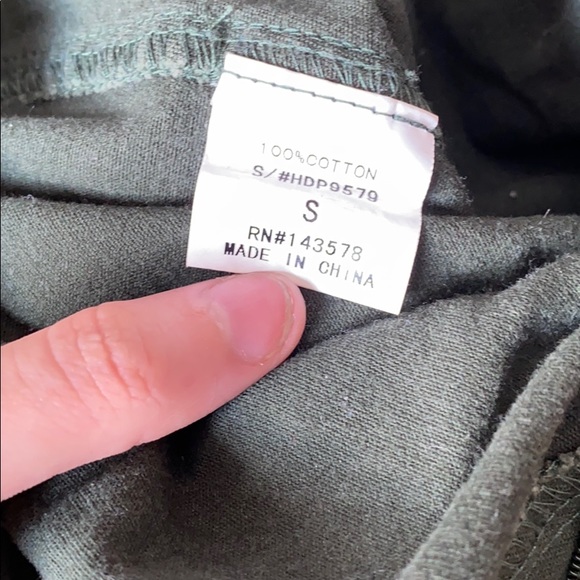 100%COTTON
S/#HDP9579
S
RN#143578
MADE IN CHINA